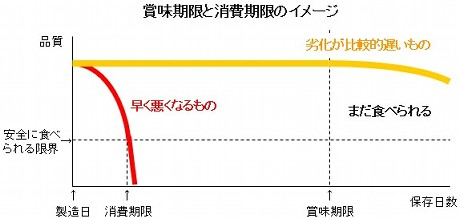 賞味期限と消費期限のイメージ
品質
劣化が比較的遅いもの
早く悪くなるもの
まだ食べられる
安全に食べ
られる限界
製造日
消費期限
賞味期限
保存日数